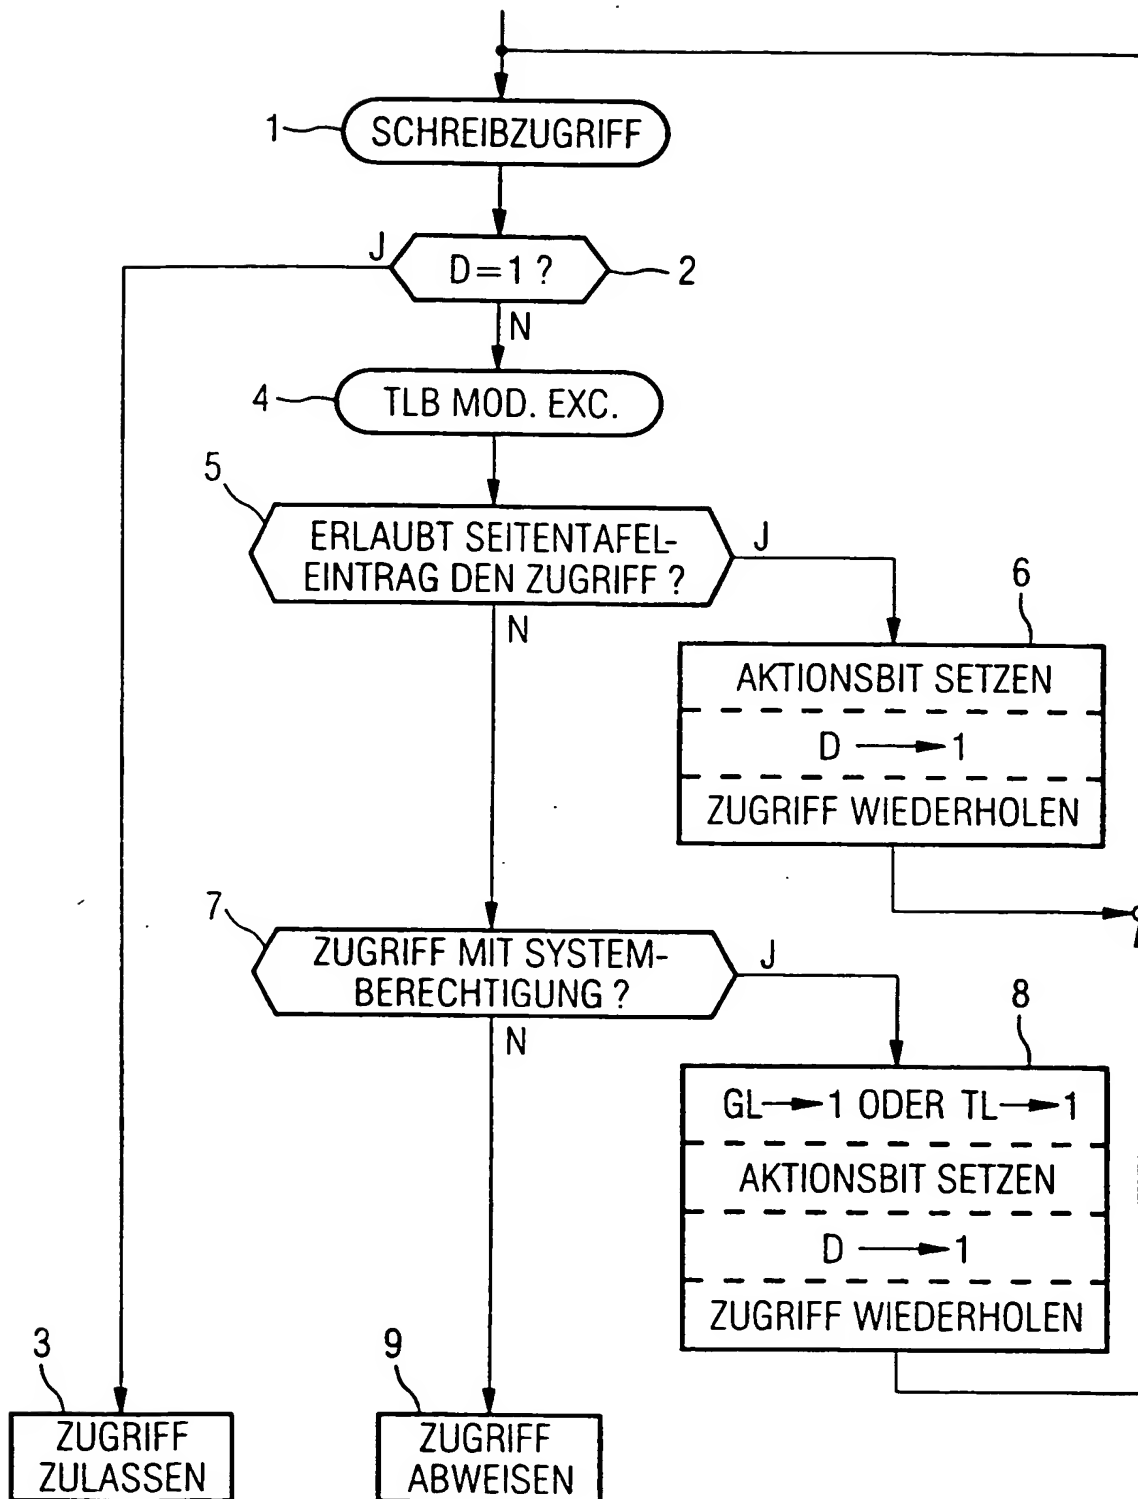 1
SCHREIBZUGRIFF
J
D=1 ?
2
N
4
TLB MOD. EXC.
5
ERLAUBT SEITENTAFEL-
EINTRAG DEN ZUGRIFF ?
J
N
6
AKTIONSBIT SETZEN
D → 1
ZUGRIFF WIEDERHOLEN
7
ZUGRIFF MIT SYSTEM-
BERECHTIGUNG ?
J
N
8
GL→1 ODER TL→1
AKTIONSBIT SETZEN
D → 1
ZUGRIFF WIEDERHOLEN
3
ZUGRIFF
ZULASSEN
9
ZUGRIFF
ABWEISEN